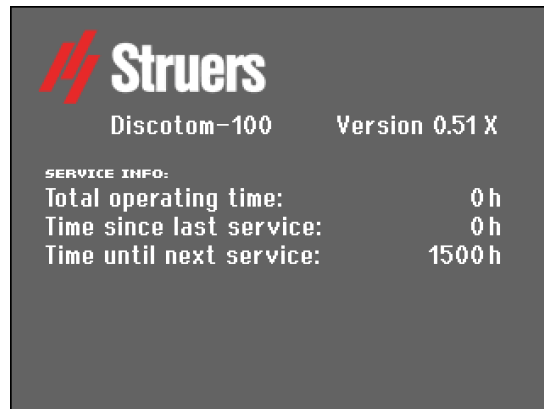 Struers
Discotom-100 Version 0.51 X
SERVICE INFO:
Total operating time: 0 h
Time since last service: 0 h
Time until next service: 1500 h